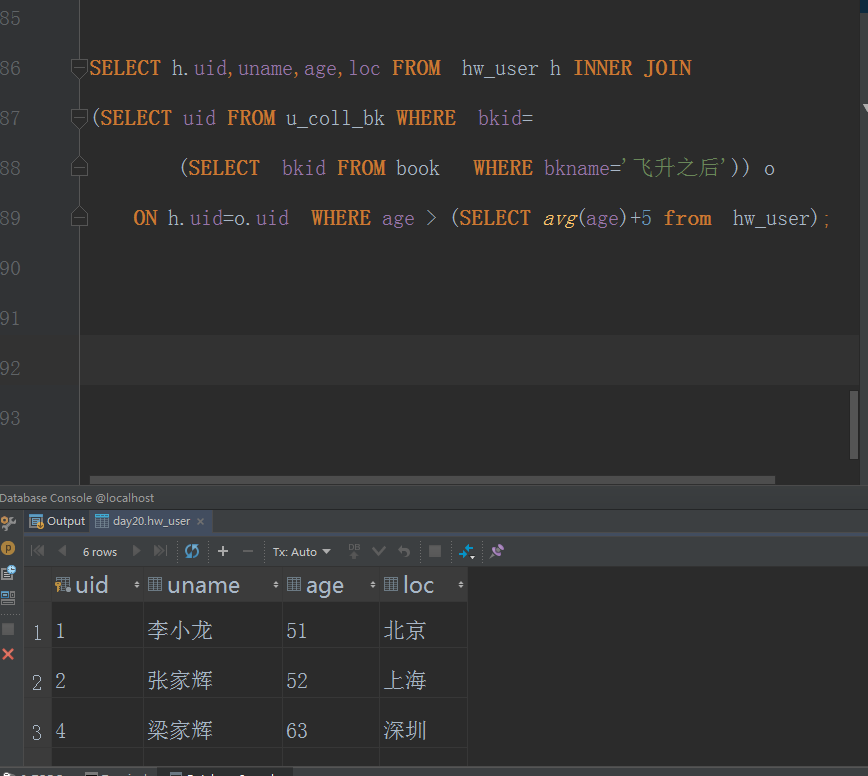 85
86 SELECT h.uid,uname,age,loc FROM hw_user h INNER JOIN
87 (SELECT uid FROM u_coll_bk WHERE bkid=
88 (SELECT bkid FROM book WHERE bkname='飞升之后')) o
89 ON h.uid=o.uid WHERE age > (SELECT avg(age)+5 from hw_user);
90
91
92
93
Database Console @localhost
Output day20.hw_user
6 rows Tx: Auto DB
uid uname age loc
1 1 李小龙 51 北京
2 2 张家辉 52 上海
3 4 梁家辉 63 深圳